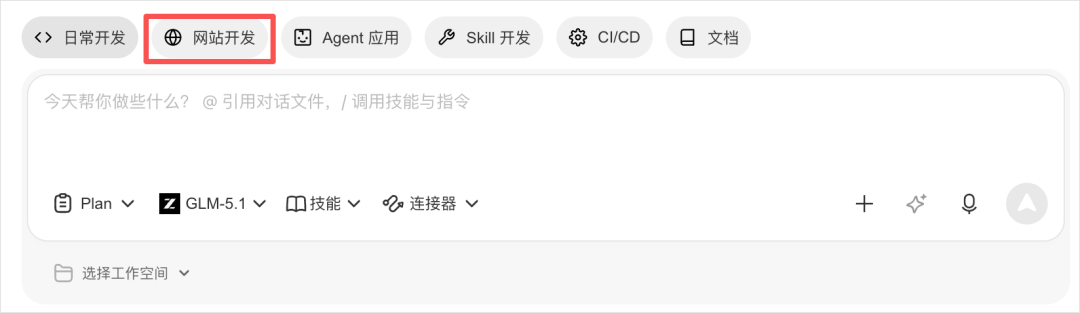 日常开发 网站开发 Agent 应用 Skill 开发 CI/CD 文档
今天帮你做些什么? @ 引用对话文件, / 调用技能与指令
Plan GLM-5.1 技能 连接器
选择工作空间